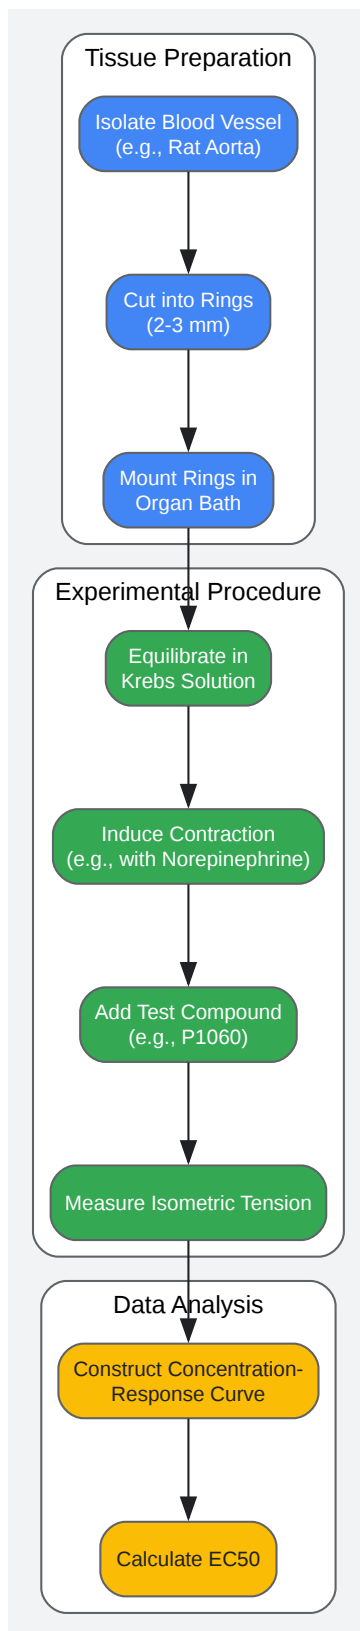 Tissue Preparation
Isolate Blood Vessel
(e.g., Rat Aorta)
Cut into Rings
(2-3 mm)
Mount Rings in
Organ Bath
Experimental Procedure
Equilibrate in
Krebs Solution
Induce Contraction
(e.g., with Norepinephrine)
Add Test Compound
(e.g., P1060)
Measure Isometric Tension
Data Analysis
Construct Concentration-
Response Curve
Calculate EC50